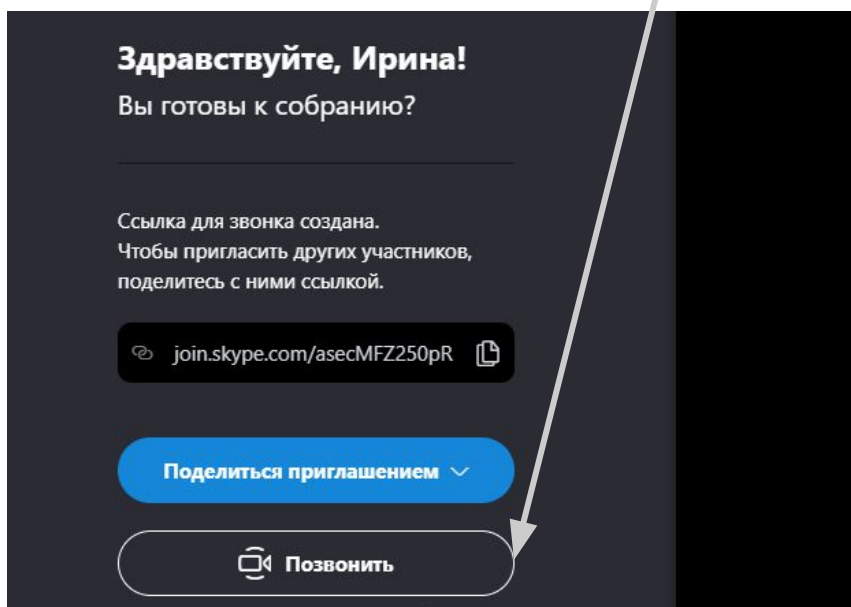 Здравствуйте, Ирина!
Вы готовы к собранию?
Ссылка для звонка создана.
Чтобы пригласить других участников,
поделитесь с ними ссылкой.
join.skype.com/asecMFZ250pR
Поделиться приглашением
Позвонить